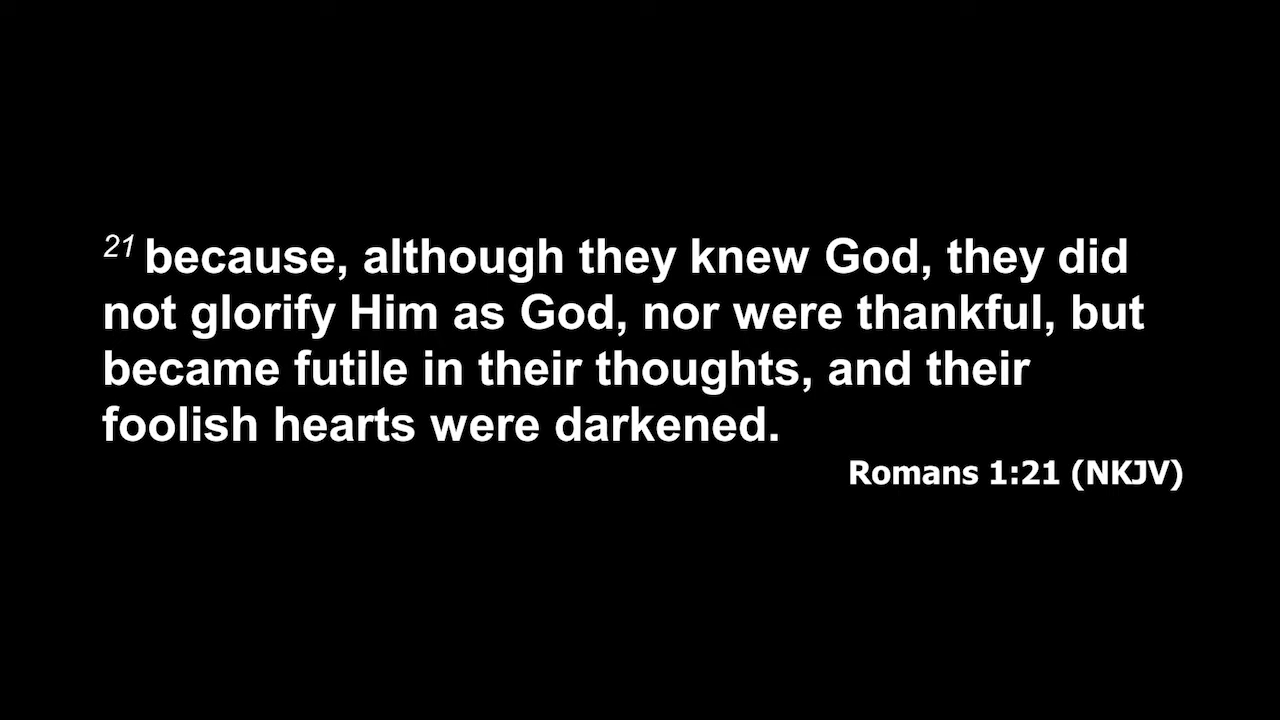 21 because, although they knew God, they did
not glorify Him as God, nor were thankful, but
became futile in their thoughts, and their
foolish hearts were darkened.
Romans 1:21 (NKJV)